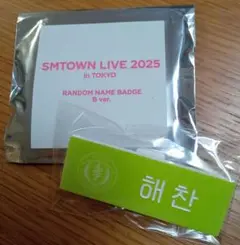 SMTOWN LIVE 2025
in TOKYO
RANDOM NAME BADGE
B ver.
해찬